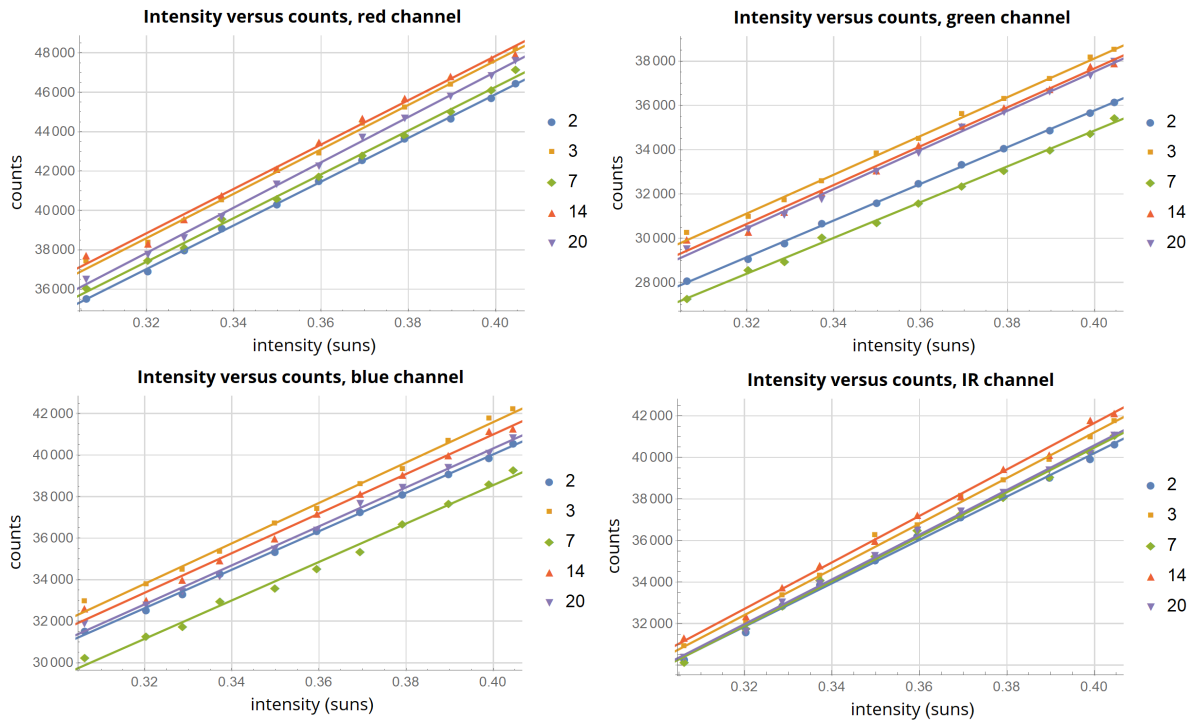 Intensity versus counts, red channel
48 000
46 000
44 000
42 000
40 000
38 000
36 000
counts
0.32 0.34 0.36 0.38 0.40
intensity (suns)
2
3
7
14
20
Intensity versus counts, green channel
38 000
36 000
34 000
32 000
30 000
28 000
counts
0.32 0.34 0.36 0.38 0.40
intensity (suns)
2
3
7
14
20
Intensity versus counts, blue channel
42 000
40 000
38 000
36 000
34 000
32 000
30 000
counts
0.32 0.34 0.36 0.38 0.40
intensity (suns)
2
3
7
14
20
Intensity versus counts, IR channel
42 000
40 000
38 000
36 000
34 000
32 000
counts
0.32 0.34 0.36 0.38 0.40
intensity (suns)
2
3
7
14
20